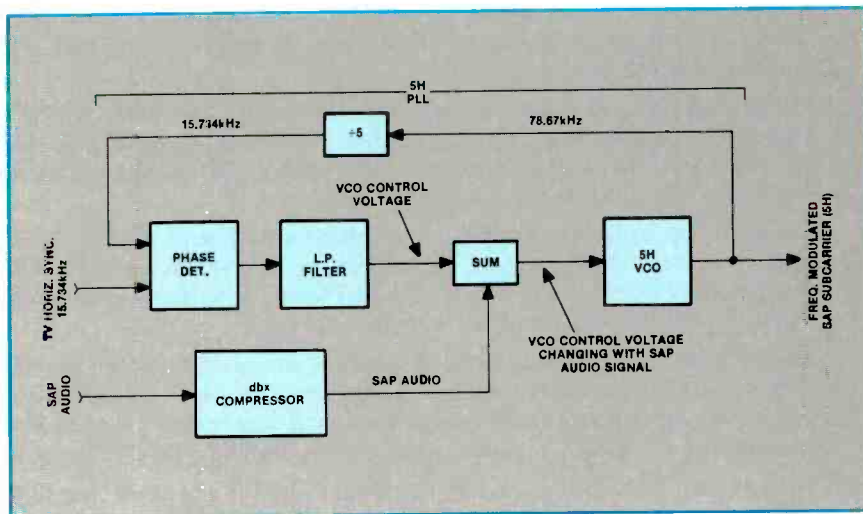 5H
PLL
15.734kHz
÷5
78.67kHz
VCO CONTROL
VOLTAGE
PHASE
DET.
L.P.
FILTER
SUM
5H
VCO
TV HORIZ. SYNC.
15.734kHz
FREQ. MODULATED
SAP SUBCARRIER (5H)
VCO CONTROL VOLTAGE
CHANGING WITH SAP
AUDIO SIGNAL
SAP
AUDIO
dbx
COMPRESSOR
SAP AUDIO